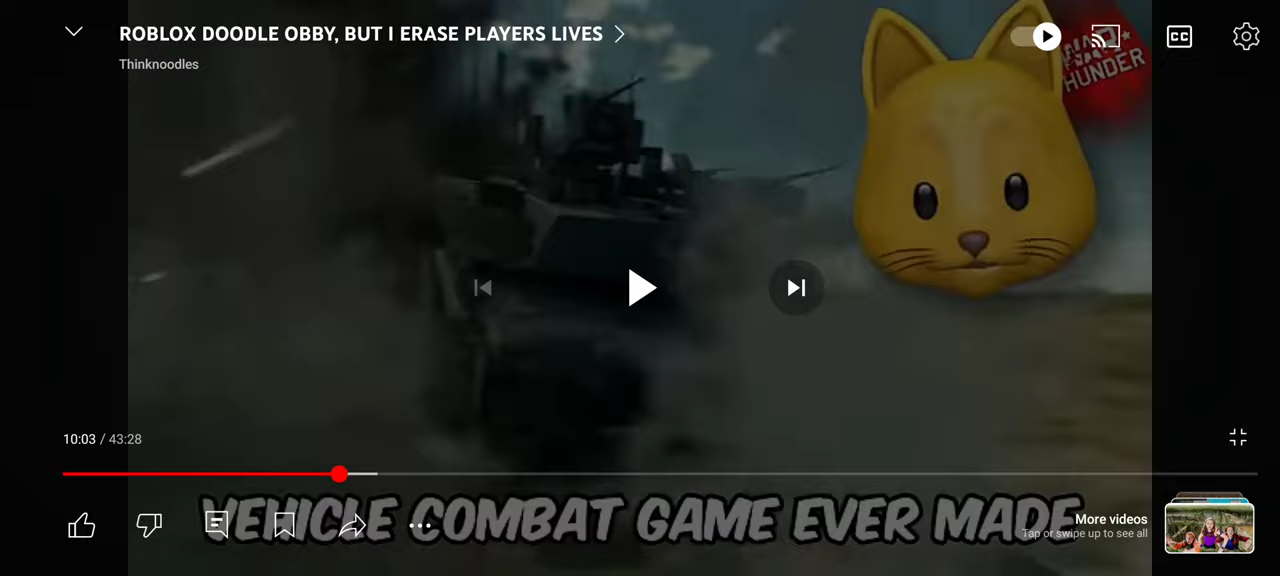 ROBLOX DOODLE OBBY, BUT I ERASE PLAYERS LIVES
Thinknoodles
CC
THUNDER
10:03 / 43:28
VEHICLE COMBAT GAME EVER MADE
More videos
Tap or swipe up to see all